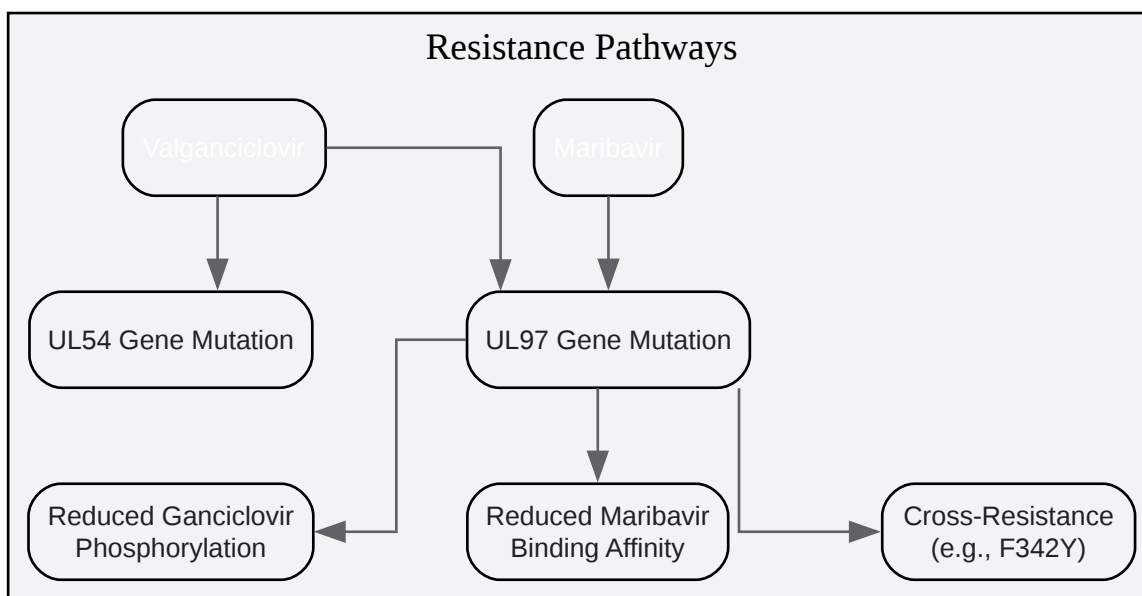 Resistance Pathways
Valganciclovir
Maribavir
UL54 Gene Mutation
UL97 Gene Mutation
Reduced Ganciclovir
Phosphorylation
Reduced Maribavir
Binding Affinity
Cross-Resistance
(e.g., F342Y)